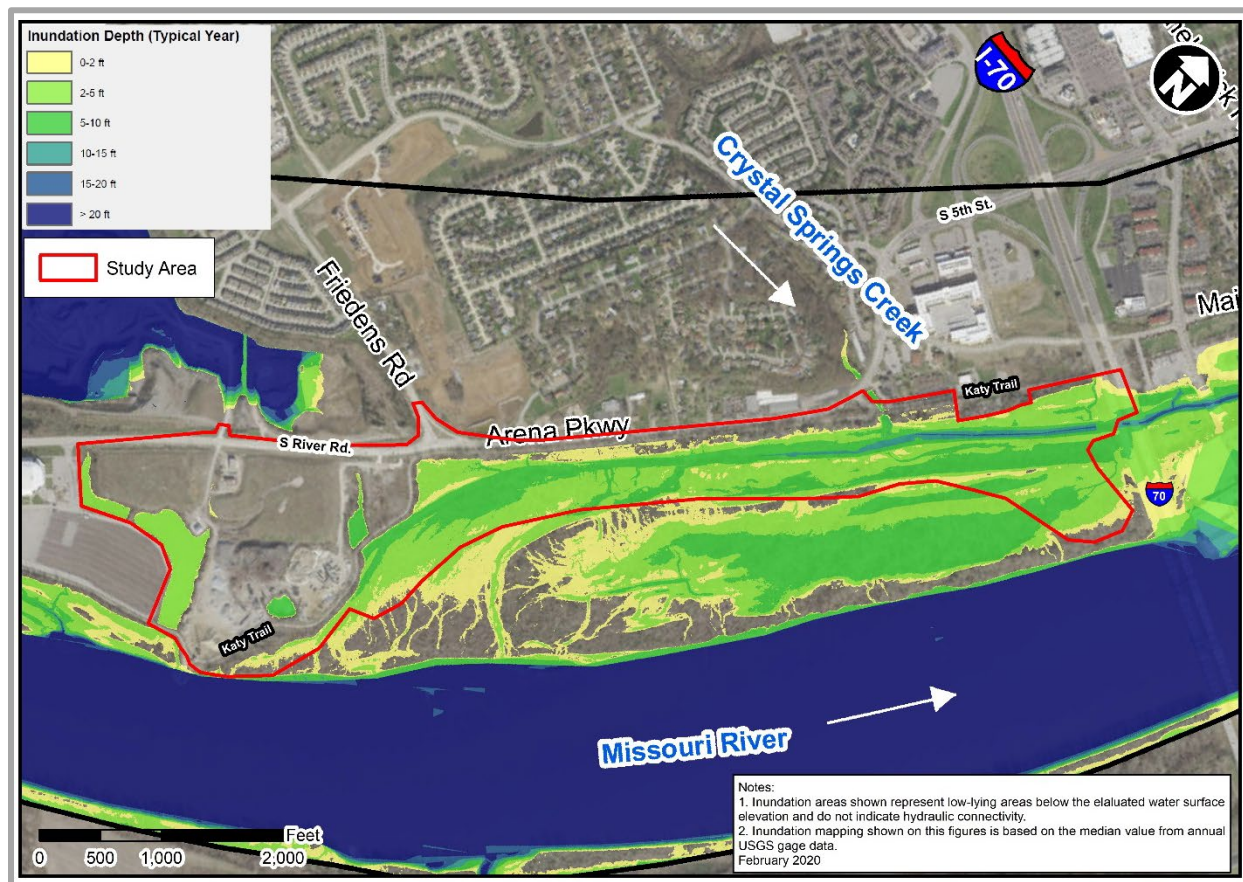 Inundation Depth (Typical Year)
0-2 ft
2-5 ft
5-10 ft
10-15 ft
15-20 ft
> 20 ft
Study Area
I-70
N
Crystal Springs Creek
S 5th St.
Friedens Rd
Mai
Katy Trail
Arena Pkwy
S River Rd.
70
Katy Trail
Missouri River
Feet
0 500 1,000 2,000
Notes:
1. Inundation areas shown represent low-lying areas below the elaluated water surface
elevation and do not indicate hydraulic connectivity.
2. Inundation mapping shown on this figures is based on the median value from annual
USGS gage data.
February 2020